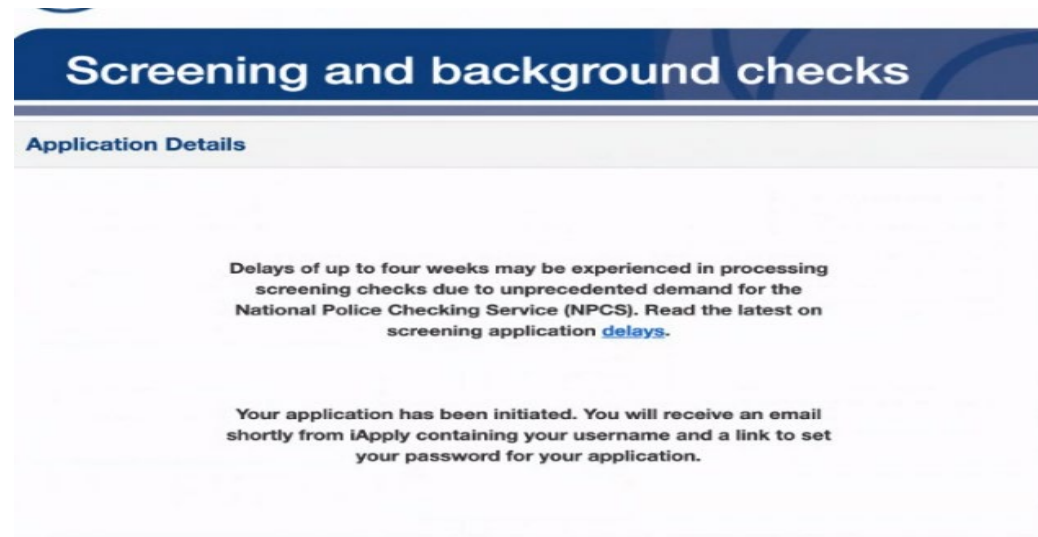 Screening and background checks
Application Details
Delays of up to four weeks may be experienced in processing
screening checks due to unprecedented demand for the
National Police Checking Service (NPCS). Read the latest on
screening application delays.
Your application has been initiated. You will receive an email
shortly from iApply containing your username and a link to set
your password for your application.